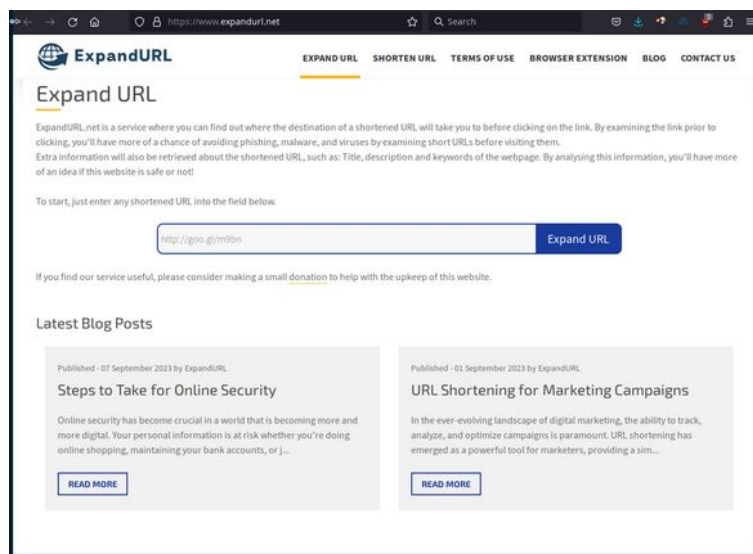 https://www.expandurl.net
Search
ExpandURL
EXPAND URL SHORTEN URL TERMS OF USE BROWSER EXTENSION BLOG CONTACT US
Expand URL
ExpandURL.net is a service where you can find out where the destination of a shortened URL will take you to before clicking on the link. By examining the link prior to
clicking, you'll have more of a chance of avoiding phishing, malware, and viruses by examining short URLs before visiting them.
Extra information will also be retrieved about the shortened URL, such as: Title, description and keywords of the webpage. By analysing this information, you'll have more
of an idea if this website is safe or not!
To start, just enter any shortened URL into the field below.
http://goo.gl/m9bn
Expand URL
If you find our service useful, please consider making a small donation to help with the upkeep of this website.
Latest Blog Posts
Published - 07 September 2023 by ExpandURL
Steps to Take for Online Security
Online security has become crucial in a world that is becoming more and
more digital. Your personal information is at risk whether you're doing
online shopping, maintaining your bank accounts, or j...
READ MORE
Published - 01 September 2023 by ExpandURL
URL Shortening for Marketing Campaigns
In the ever-evolving landscape of digital marketing, the ability to track,
analyze, and optimize campaigns is paramount. URL shortening has
emerged as a powerful tool for marketers, providing a sim...
READ MORE